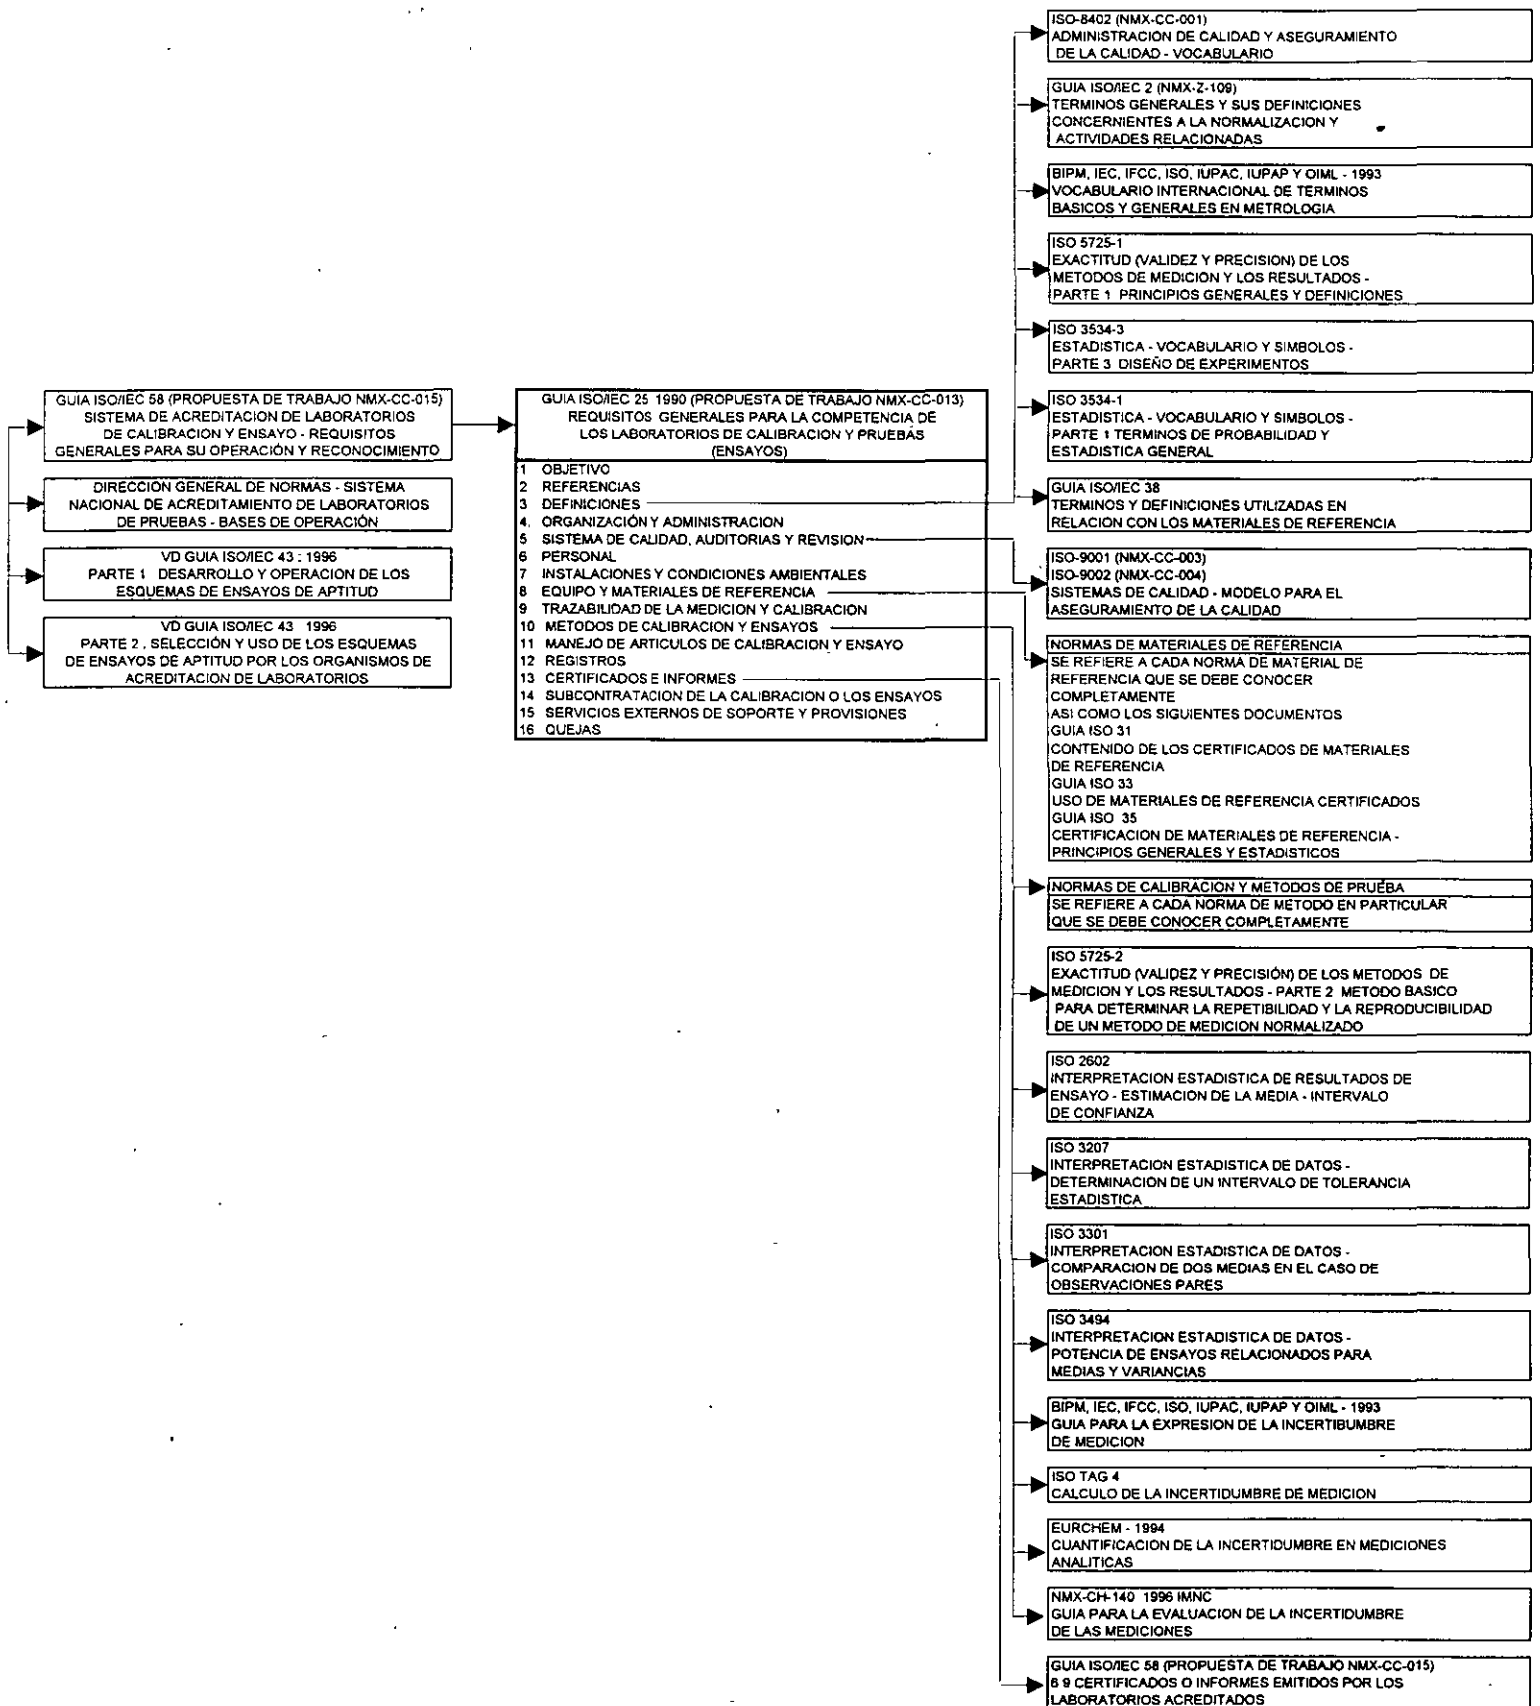 GUIA ISO/IEC 58 (PROPUESTA DE TRABAJO NMX-CC-015)
SISTEMA DE ACREDITACION DE LABORATORIOS
DE CALIBRACION Y ENSAYO - REQUISITOS
GENERALES PARA SU OPERACIÓN Y RECONOCIMIENTO
DIRECCIÓN GENERAL DE NORMAS - SISTEMA
NACIONAL DE ACREDITAMIENTO DE LABORATORIOS
DE PRUEBAS - BASES DE OPERACIÓN
VD GUIA ISO/IEC 43 : 1996
PARTE 1 DESARROLLO Y OPERACION DE LOS
ESQUEMAS DE ENSAYOS DE APTITUD
VD GUIA ISO/IEC 43 1996
PARTE 2 . SELECCIÓN Y USO DE LOS ESQUEMAS
DE ENSAYOS DE APTITUD POR LOS ORGANISMOS DE
ACREDITACION DE LABORATORIOS
GUIA ISO/IEC 25 1990 (PROPUESTA DE TRABAJO NMX-CC-013)
REQUISITOS GENERALES PARA LA COMPETENCIA DE
LOS LABORATORIOS DE CALIBRACION Y PRUEBAS
(ENSAYOS)
1 OBJETIVO
2 REFERENCIAS
3 DEFINICIONES
4. ORGANIZACIÓN Y ADMINISTRACION
5 SISTEMA DE CALIDAD, AUDITORIAS Y REVISION
6 PERSONAL
7 INSTALACIONES Y CONDICIONES AMBIENTALES
8 EQUIPO Y MATERIALES DE REFERENCIA
9 TRAZABILIDAD DE LA MEDICION Y CALIBRACION
10 METODOS DE CALIBRACION Y ENSAYOS
11 MANEJO DE ARTICULOS DE CALIBRACION Y ENSAYO
12 REGISTROS
13 CERTIFICADOS E INFORMES
14 SUBCONTRATACION DE LA CALIBRACION O LOS ENSAYOS
15 SERVICIOS EXTERNOS DE SOPORTE Y PROVISIONES
16 QUEJAS
ISO-8402 (NMX-CC-001)
ADMINISTRACION DE CALIDAD Y ASEGURAMIENTO
DE LA CALIDAD - VOCABULARIO
GUIA ISO/IEC 2 (NMX-Z-109)
TERMINOS GENERALES Y SUS DEFINICIONES
CONCERNIENTES A LA NORMALIZACION Y
ACTIVIDADES RELACIONADAS
BIPM, IEC, IFCC, ISO, IUPAC, IUPAP Y OIML - 1993
VOCABULARIO INTERNACIONAL DE TERMINOS
BASICOS Y GENERALES EN METROLOGIA
ISO 5725-1
EXACTITUD (VALIDEZ Y PRECISION) DE LOS
METODOS DE MEDICION Y LOS RESULTADOS -
PARTE 1 PRINCIPIOS GENERALES Y DEFINICIONES
ISO 3534-3
ESTADISTICA - VOCABULARIO Y SIMBOLOS -
PARTE 3 DISEÑO DE EXPERIMENTOS
ISO 3534-1
ESTADISTICA - VOCABULARIO Y SIMBOLOS -
PARTE 1 TERMINOS DE PROBABILIDAD Y
ESTADISTICA GENERAL
GUIA ISO/IEC 38
TERMINOS Y DEFINICIONES UTILIZADAS EN
RELACION CON LOS MATERIALES DE REFERENCIA
ISO-9001 (NMX-CC-003)
ISO-9002 (NMX-CC-004)
SISTEMAS DE CALIDAD - MODELO PARA EL
ASEGURAMIENTO DE LA CALIDAD
NORMAS DE MATERIALES DE REFERENCIA
SE REFIERE A CADA NORMA DE MATERIAL DE
REFERENCIA QUE SE DEBE CONOCER
COMPLETAMENTE
ASI COMO LOS SIGUIENTES DOCUMENTOS
GUIA ISO 31
CONTENIDO DE LOS CERTIFICADOS DE MATERIALES
DE REFERENCIA
GUIA ISO 33
USO DE MATERIALES DE REFERENCIA CERTIFICADOS
GUIA ISO 35
CERTIFICACION DE MATERIALES DE REFERENCIA -
PRINCIPIOS GENERALES Y ESTADISTICOS
NORMAS DE CALIBRACION Y METODOS DE PRUEBA
SE REFIERE A CADA NORMA DE METODO EN PARTICULAR
QUE SE DEBE CONOCER COMPLETAMENTE
ISO 5725-2
EXACTITUD (VALIDEZ Y PRECISIÓN) DE LOS METODOS DE
MEDICION Y LOS RESULTADOS - PARTE 2 METODO BASICO
PARA DETERMINAR LA REPETIBILIDAD Y LA REPRODUCIBILIDAD
DE UN METODO DE MEDICION NORMALIZADO
ISO 2602
INTERPRETACION ESTADISTICA DE RESULTADOS DE
ENSAYO - ESTIMACION DE LA MEDIA - INTERVALO
DE CONFIANZA
ISO 3207
INTERPRETACION ESTADISTICA DE DATOS -
DETERMINACION DE UN INTERVALO DE TOLERANCIA
ESTADISTICA
ISO 3301
INTERPRETACION ESTADISTICA DE DATOS -
COMPARACION DE DOS MEDIAS EN EL CASO DE
OBSERVACIONES PARES
ISO 3494
INTERPRETACION ESTADISTICA DE DATOS -
POTENCIA DE ENSAYOS RELACIONADOS PARA
MEDIAS Y VARIANCIAS
BIPM, IEC, IFCC, ISO, IUPAC, IUPAP Y OIML - 1993
GUIA PARA LA EXPRESION DE LA INCERTIBUMBRE
DE MEDICION
ISO TAG 4
CALCULO DE LA INCERTIDUMBRE DE MEDICION
EURCHEM - 1994
CUANTIFICACION DE LA INCERTIDUMBRE EN MEDICIONES
ANALITICAS
NMX-CH-140 1996 IMNC
GUIA PARA LA EVALUACION DE LA INCERTIDUMBRE
DE LAS MEDICIONES
GUIA ISO/IEC 58 (PROPUESTA DE TRABAJO NMX-CC-015)
6 9 CERTIFICADOS O INFORMES EMITIDOS POR LOS
LABORATORIOS ACREDITADOS